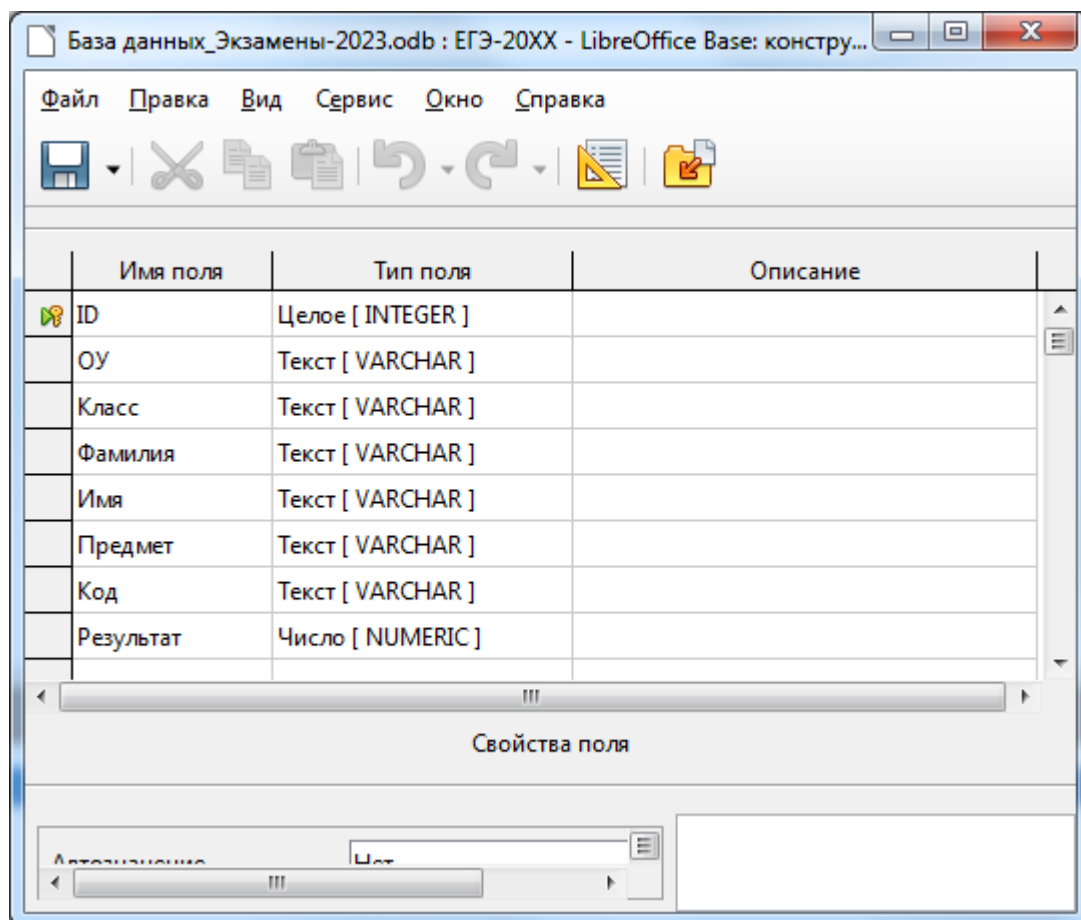 База данных_Экзамены-2023.odb : ЕГЭ-20XX - LibreOffice Base: констру...
Файл Правка Вид Сервис Окно Справка
Имя поля Тип поля Описание
ID Целое [ INTEGER ]
ОУ Текст [ VARCHAR ]
Класс Текст [ VARCHAR ]
Фамилия Текст [ VARCHAR ]
Имя Текст [ VARCHAR ]
Предмет Текст [ VARCHAR ]
Код Текст [ VARCHAR ]
Результат Число [ NUMERIC ]
Свойства поля
Автозначение Нет